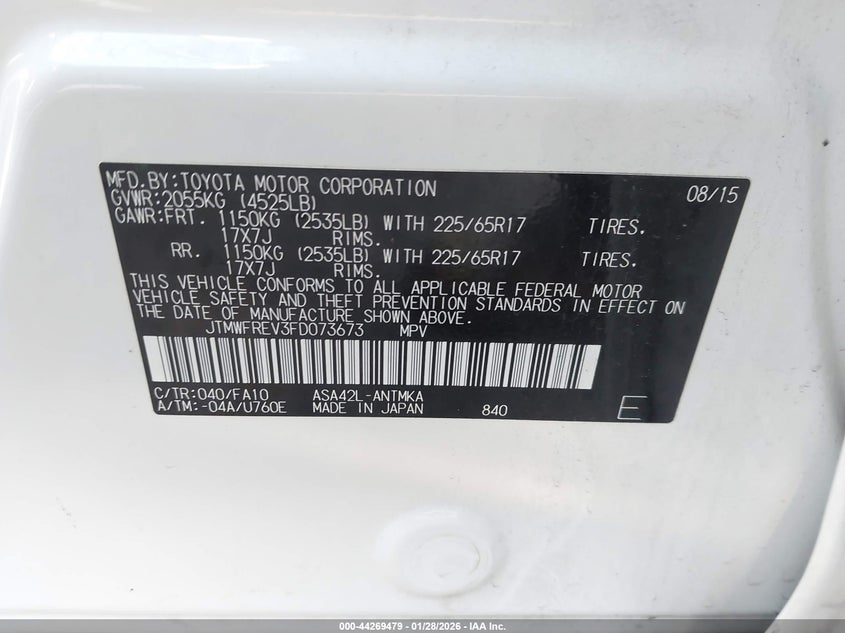 MFD.BY:TOYOTA MOTOR CORPORATION 08/15
GVWR:2055KG (4525LB)
GAWR:FRT. 1150KG (2535LB) WITH 225/65R17 TIRES.
17X7J RIMS.
RR. 1150KG (2535LB) WITH 225/65R17 TIRES.
17X7J RIMS.
THIS VEHICLE CONFORMS TO ALL APPLICABLE FEDERAL MOTOR
VEHICLE SAFETY AND THEFT PREVENTION STANDARDS IN EFFECT ON
THE DATE OF MANUFACTURE SHOWN ABOVE.
JTMWFREV3FD073673 MPV
C/TR:040/FA10 ASA42L-ANTMKA
A/TM:-04A/U760E MADE IN JAPAN 840 E
000-44269479 | 01/28/2026 - IAA Inc.